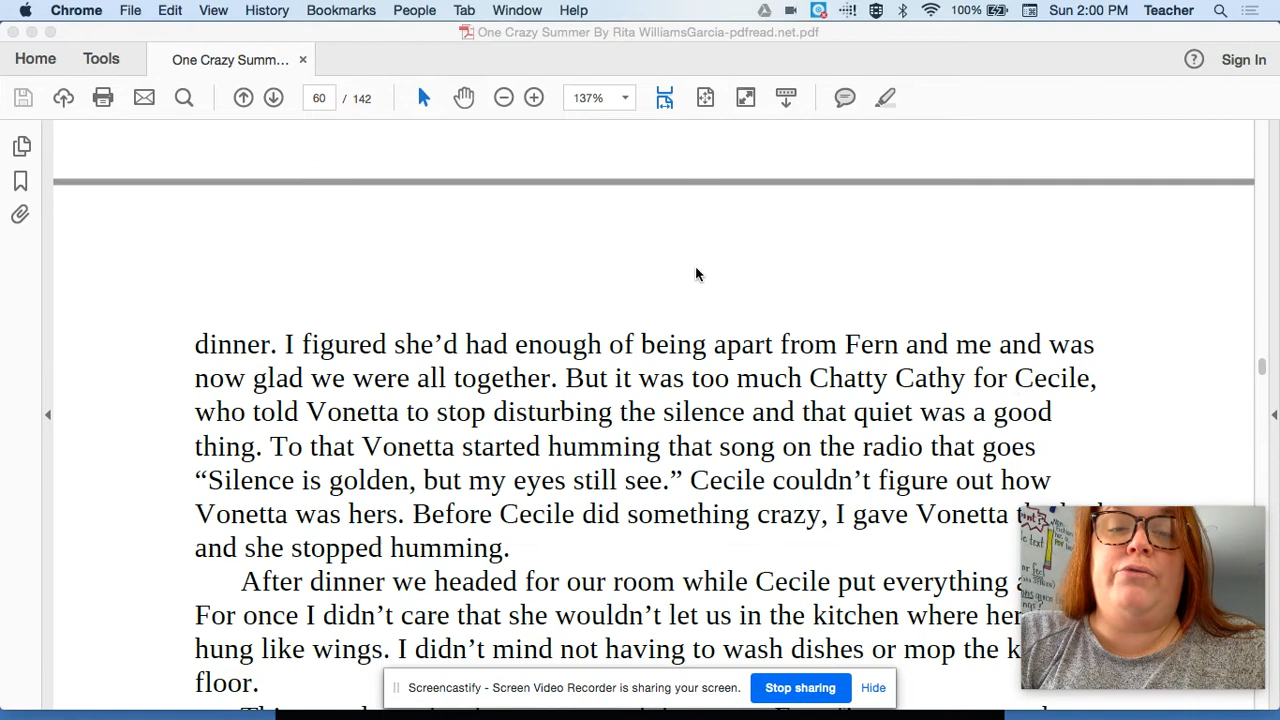 Chrome File Edit View History Bookmarks People Tab Window Help 100% Sun 2:00 PM Teacher
One Crazy Summer By Rita WilliamsGarcia-pdfread.net.pdf
Home Tools One Crazy Summ... × ? Sign In
60 / 142 137%
dinner. I figured she’d had enough of being apart from Fern and me and was
now glad we were all together. But it was too much Chatty Cathy for Cecile,
who told Vonetta to stop disturbing the silence and that quiet was a good
thing. To that Vonetta started humming that song on the radio that goes
“Silence is golden, but my eyes still see.” Cecile couldn’t figure out how
Vonetta was hers. Before Cecile did something crazy, I gave Vonetta
and she stopped humming.
After dinner we headed for our room while Cecile put everything
For once I didn’t care that she wouldn’t let us in the kitchen where her
hung like wings. I didn’t mind not having to wash dishes or mop the
floor.
Screencastify - Screen Video Recorder is sharing your screen. Stop sharing Hide